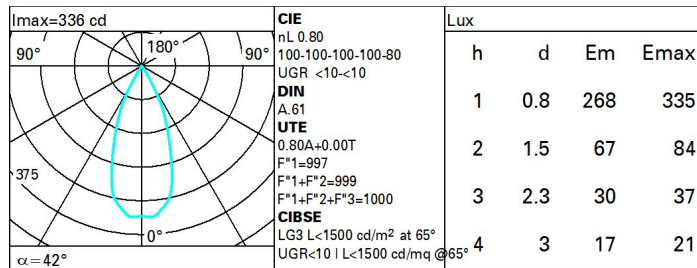 Imax=336 cd
90°
180°
90°
375
0°
α=42°
CIE
nL 0.80
100-100-100-100-80
UGR <10-<10
DIN
A.61
UTE
0.80A+0.00T
F"1=997
F"1+F"2=999
F"1+F"2+F"3=1000
CIBSE
LG3 L<1500 cd/m² at 65°
UGR<10 | L<1500 cd/mq @65°
Lux
h d Em Emax
1 0.8 268 335
2 1.5 67 84
3 2.3 30 37
4 3 17 21